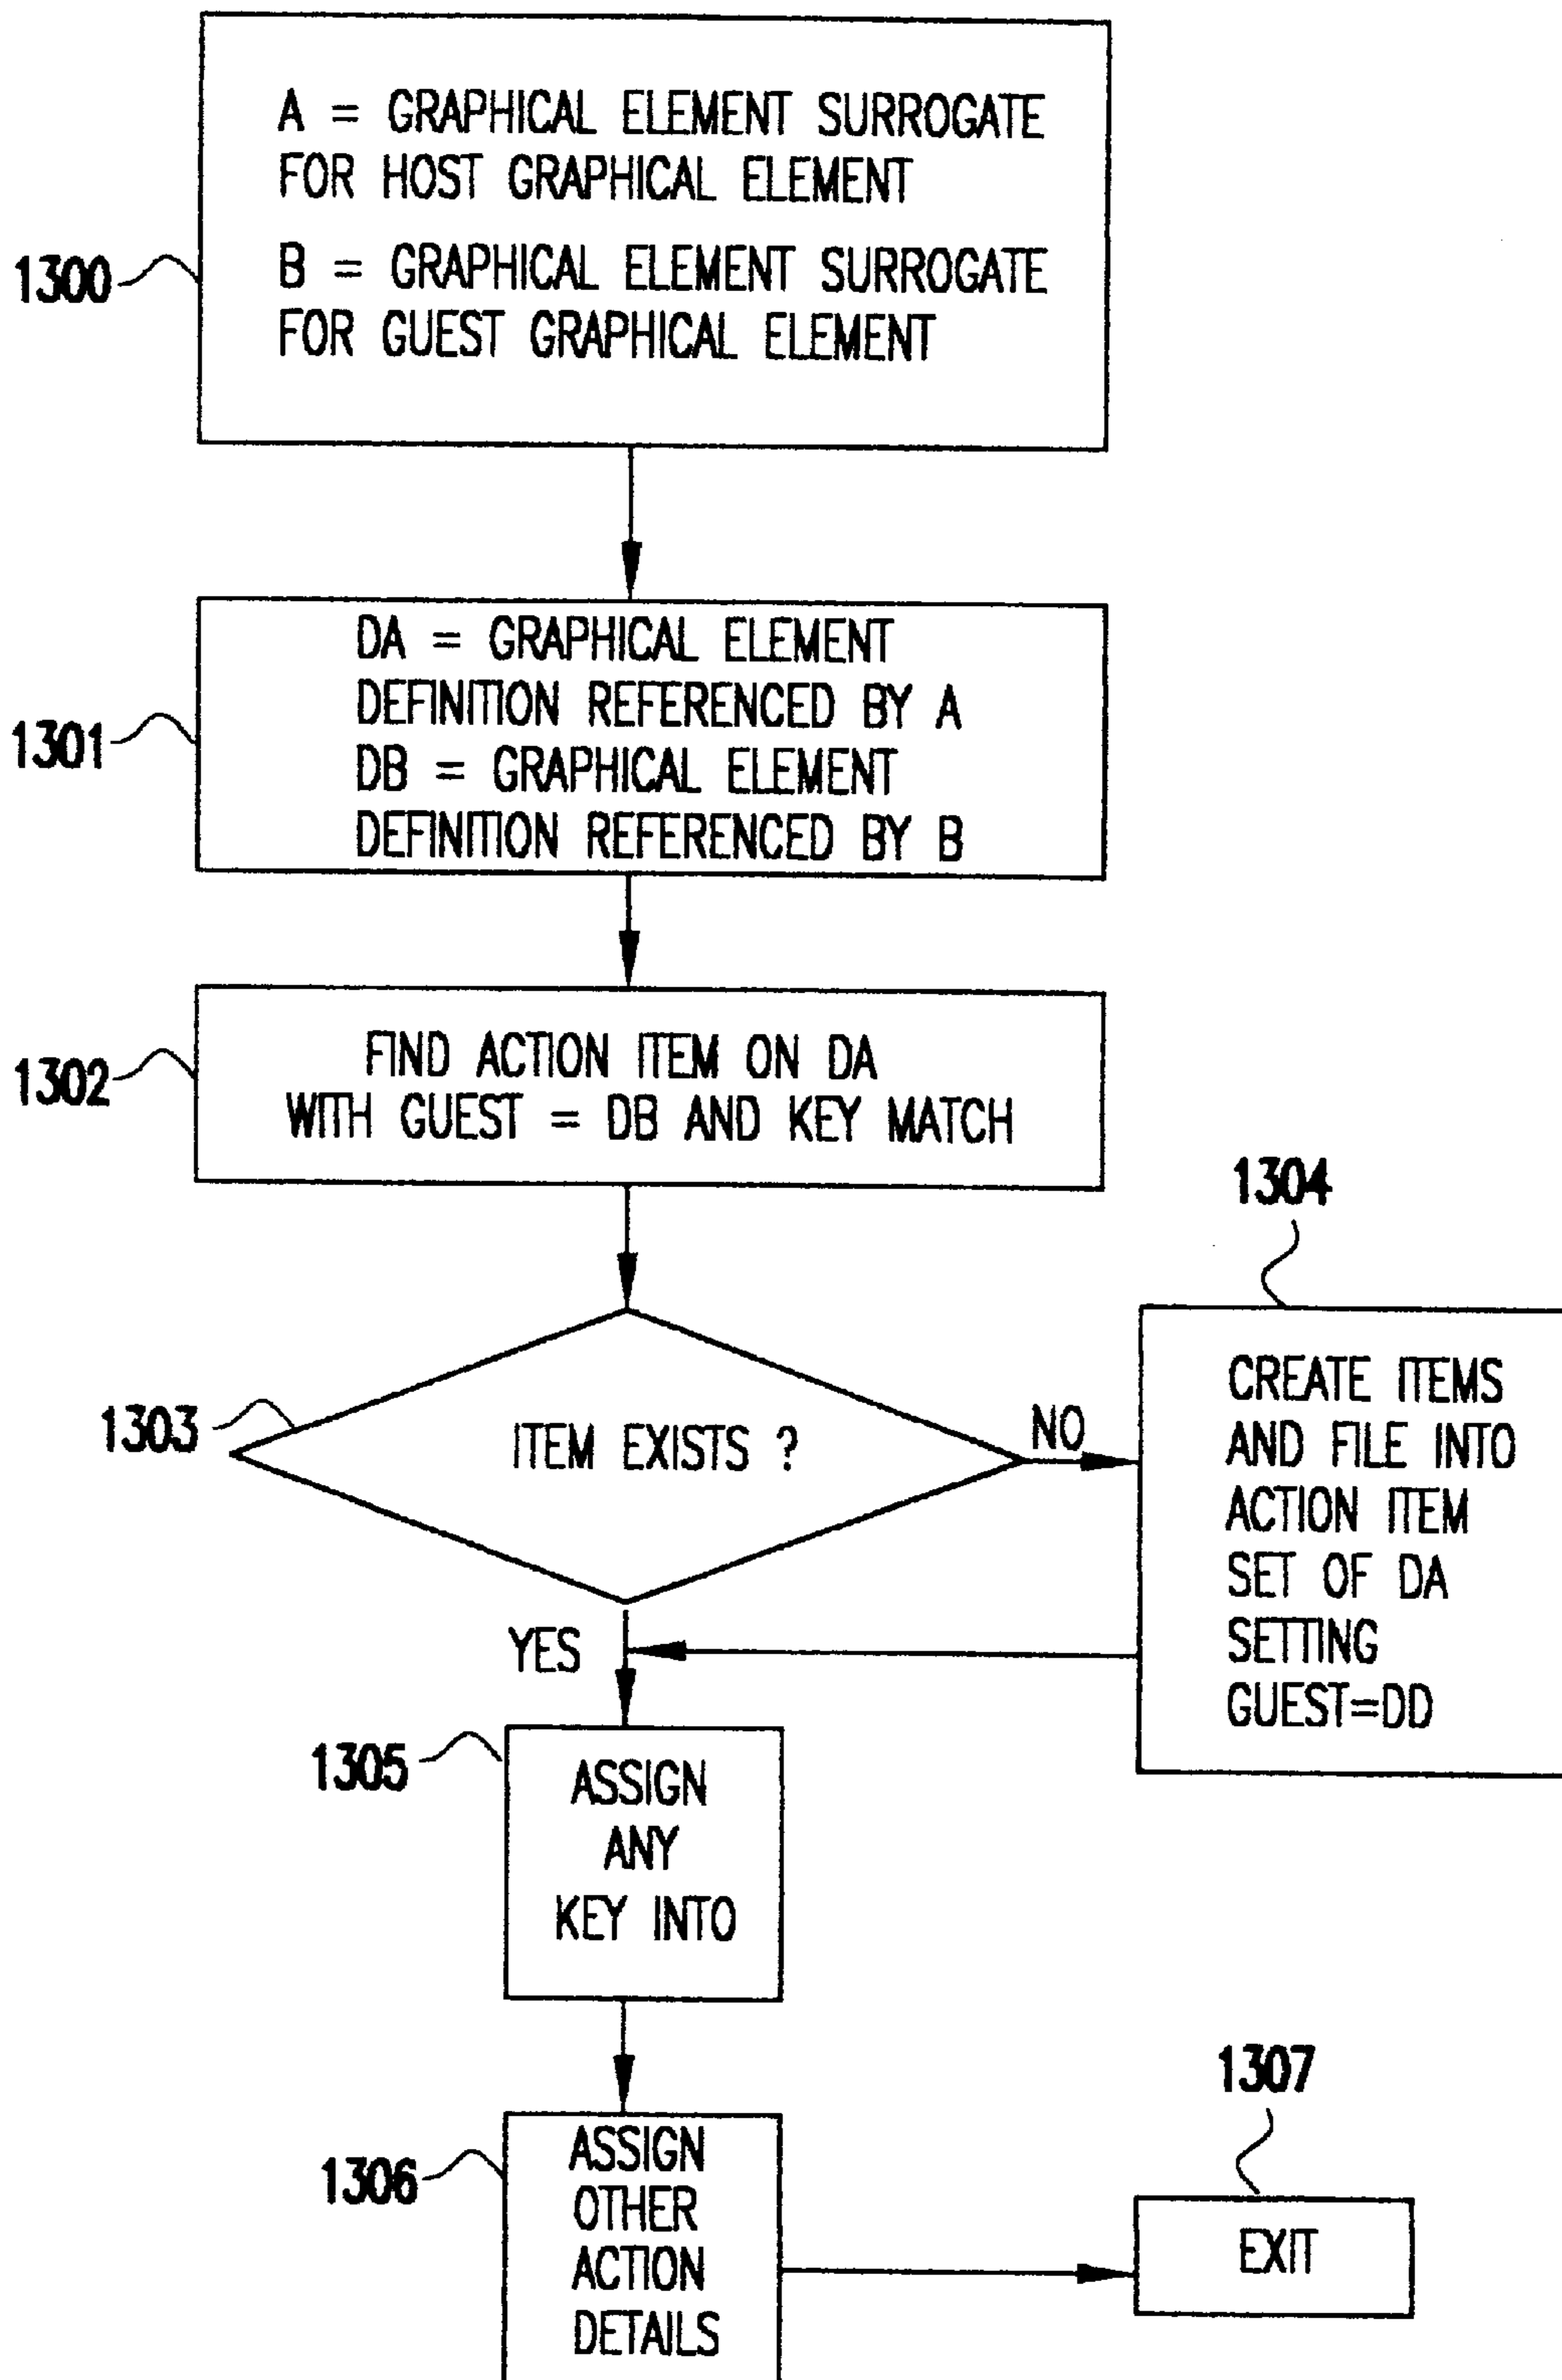 A = GRAPHICAL ELEMENT SURROGATE
FOR HOST GRAPHICAL ELEMENT
B = GRAPHICAL ELEMENT SURROGATE
FOR GUEST GRAPHICAL ELEMENT
1300
DA = GRAPHICAL ELEMENT
DEFINITION REFERENCED BY A
DB = GRAPHICAL ELEMENT
DEFINITION REFERENCED BY B
1301
FIND ACTION ITEM ON DA
WITH GUEST = DB AND KEY MATCH
1302
ITEM EXISTS ?
1303
NO
YES
1304
CREATE ITEMS
AND FILE INTO
ACTION ITEM
SET OF DA
SETTING
GUEST=DD
1305
ASSIGN
ANY
KEY INTO
1306
ASSIGN
OTHER
ACTION
DETAILS
1307
EXIT